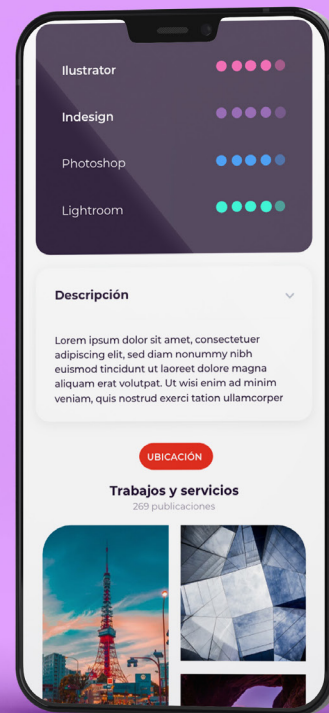 Ilustrator
Indesign
Photoshop
Lightroom
Descripción
Lorem ipsum dolor sit amet, consectetuer
adipiscing elit, sed diam nonummy nibh
euismod tincidunt ut laoreet dolore magna
aliquam erat volutpat. Ut wisi enim ad minim
veniam, quis nostrud exerci tation ullamcorper
UBICACIÓN
Trabajos y servicios
269 publicaciones